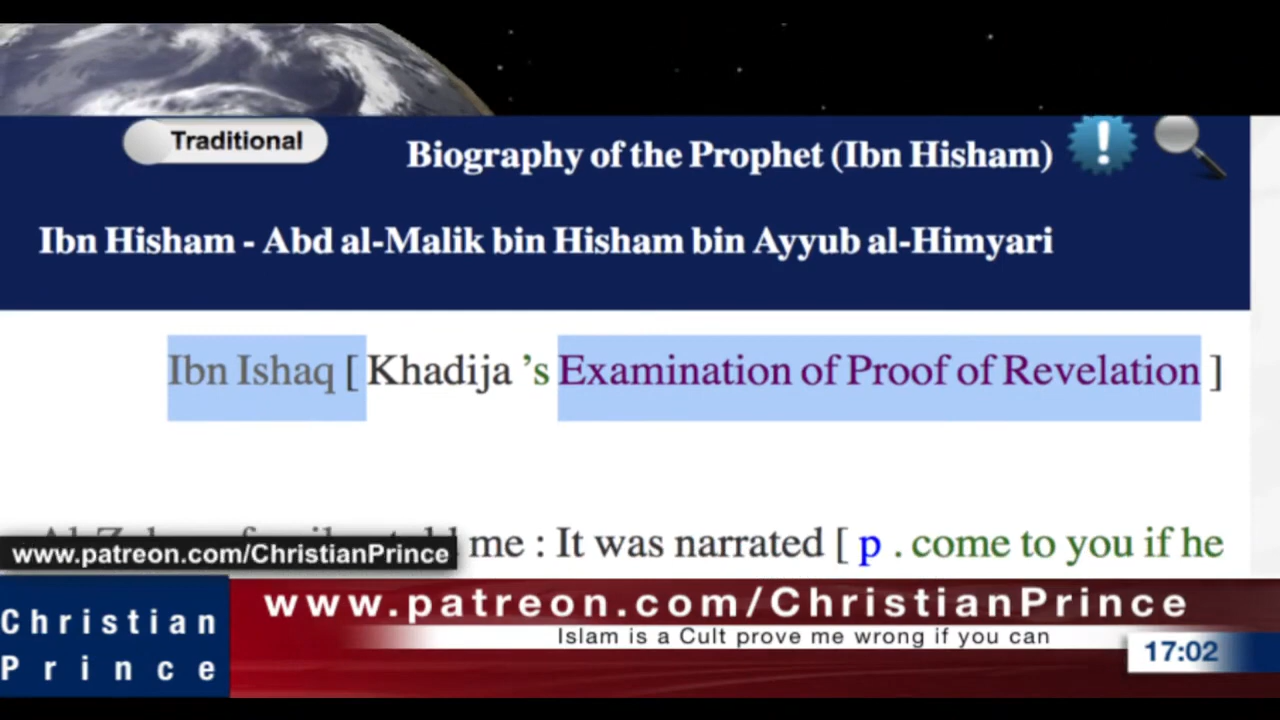 Traditional
Biography of the Prophet (Ibn Hisham)
Ibn Hisham - Abd al-Malik bin Hisham bin Ayyub al-Himyari
Ibn Ishaq [ Khadija 's Examination of Proof of Revelation ]
me : It was narrated [ p . come to you if he
www.patreon.com/ChristianPrince
www.patreon.com/ChristianPrince
Islam is a Cult prove me wrong if you can
Christian
Prince
17:02